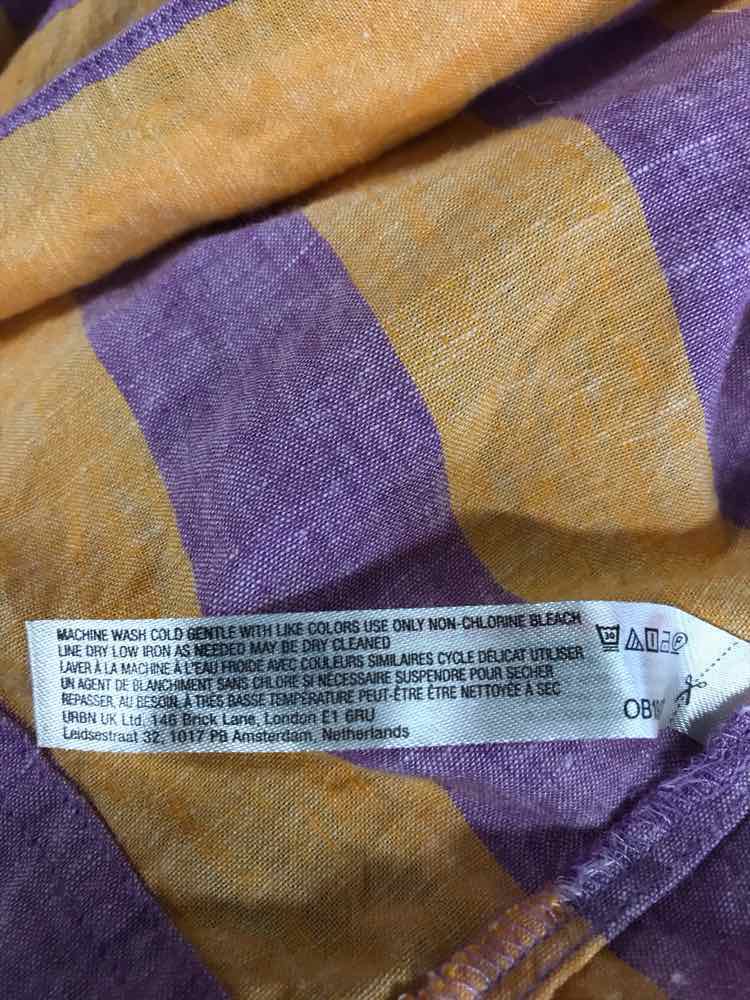 MACHINE WASH COLD GENTLE WITH LIKE COLORS USE ONLY NON-CHLORINE BLEACH
LINE DRY LOW IRON AS NEEDED MAY BE DRY CLEANED
LAVER À LA MACHINE À L'EAU FROIDE AVEC COULEURS SIMILAIRES CYCLE DÉLICAT UTILISER
UN AGENT DE BLANCHIMENT SANS CHLORE SI NÉCESSAIRE SUSPENDRE POUR SÉCHER
REPASSER, AU BESOIN, À TRÈS BASSE TEMPÉRATURE PEUT-ÊTRE ÊTRE NETTOYÉE À SEC
URBN UK Ltd, 146 Brick Lane, London E1 6RU
Leidsestraat 32, 1017 PB Amsterdam, Netherlands
30
P